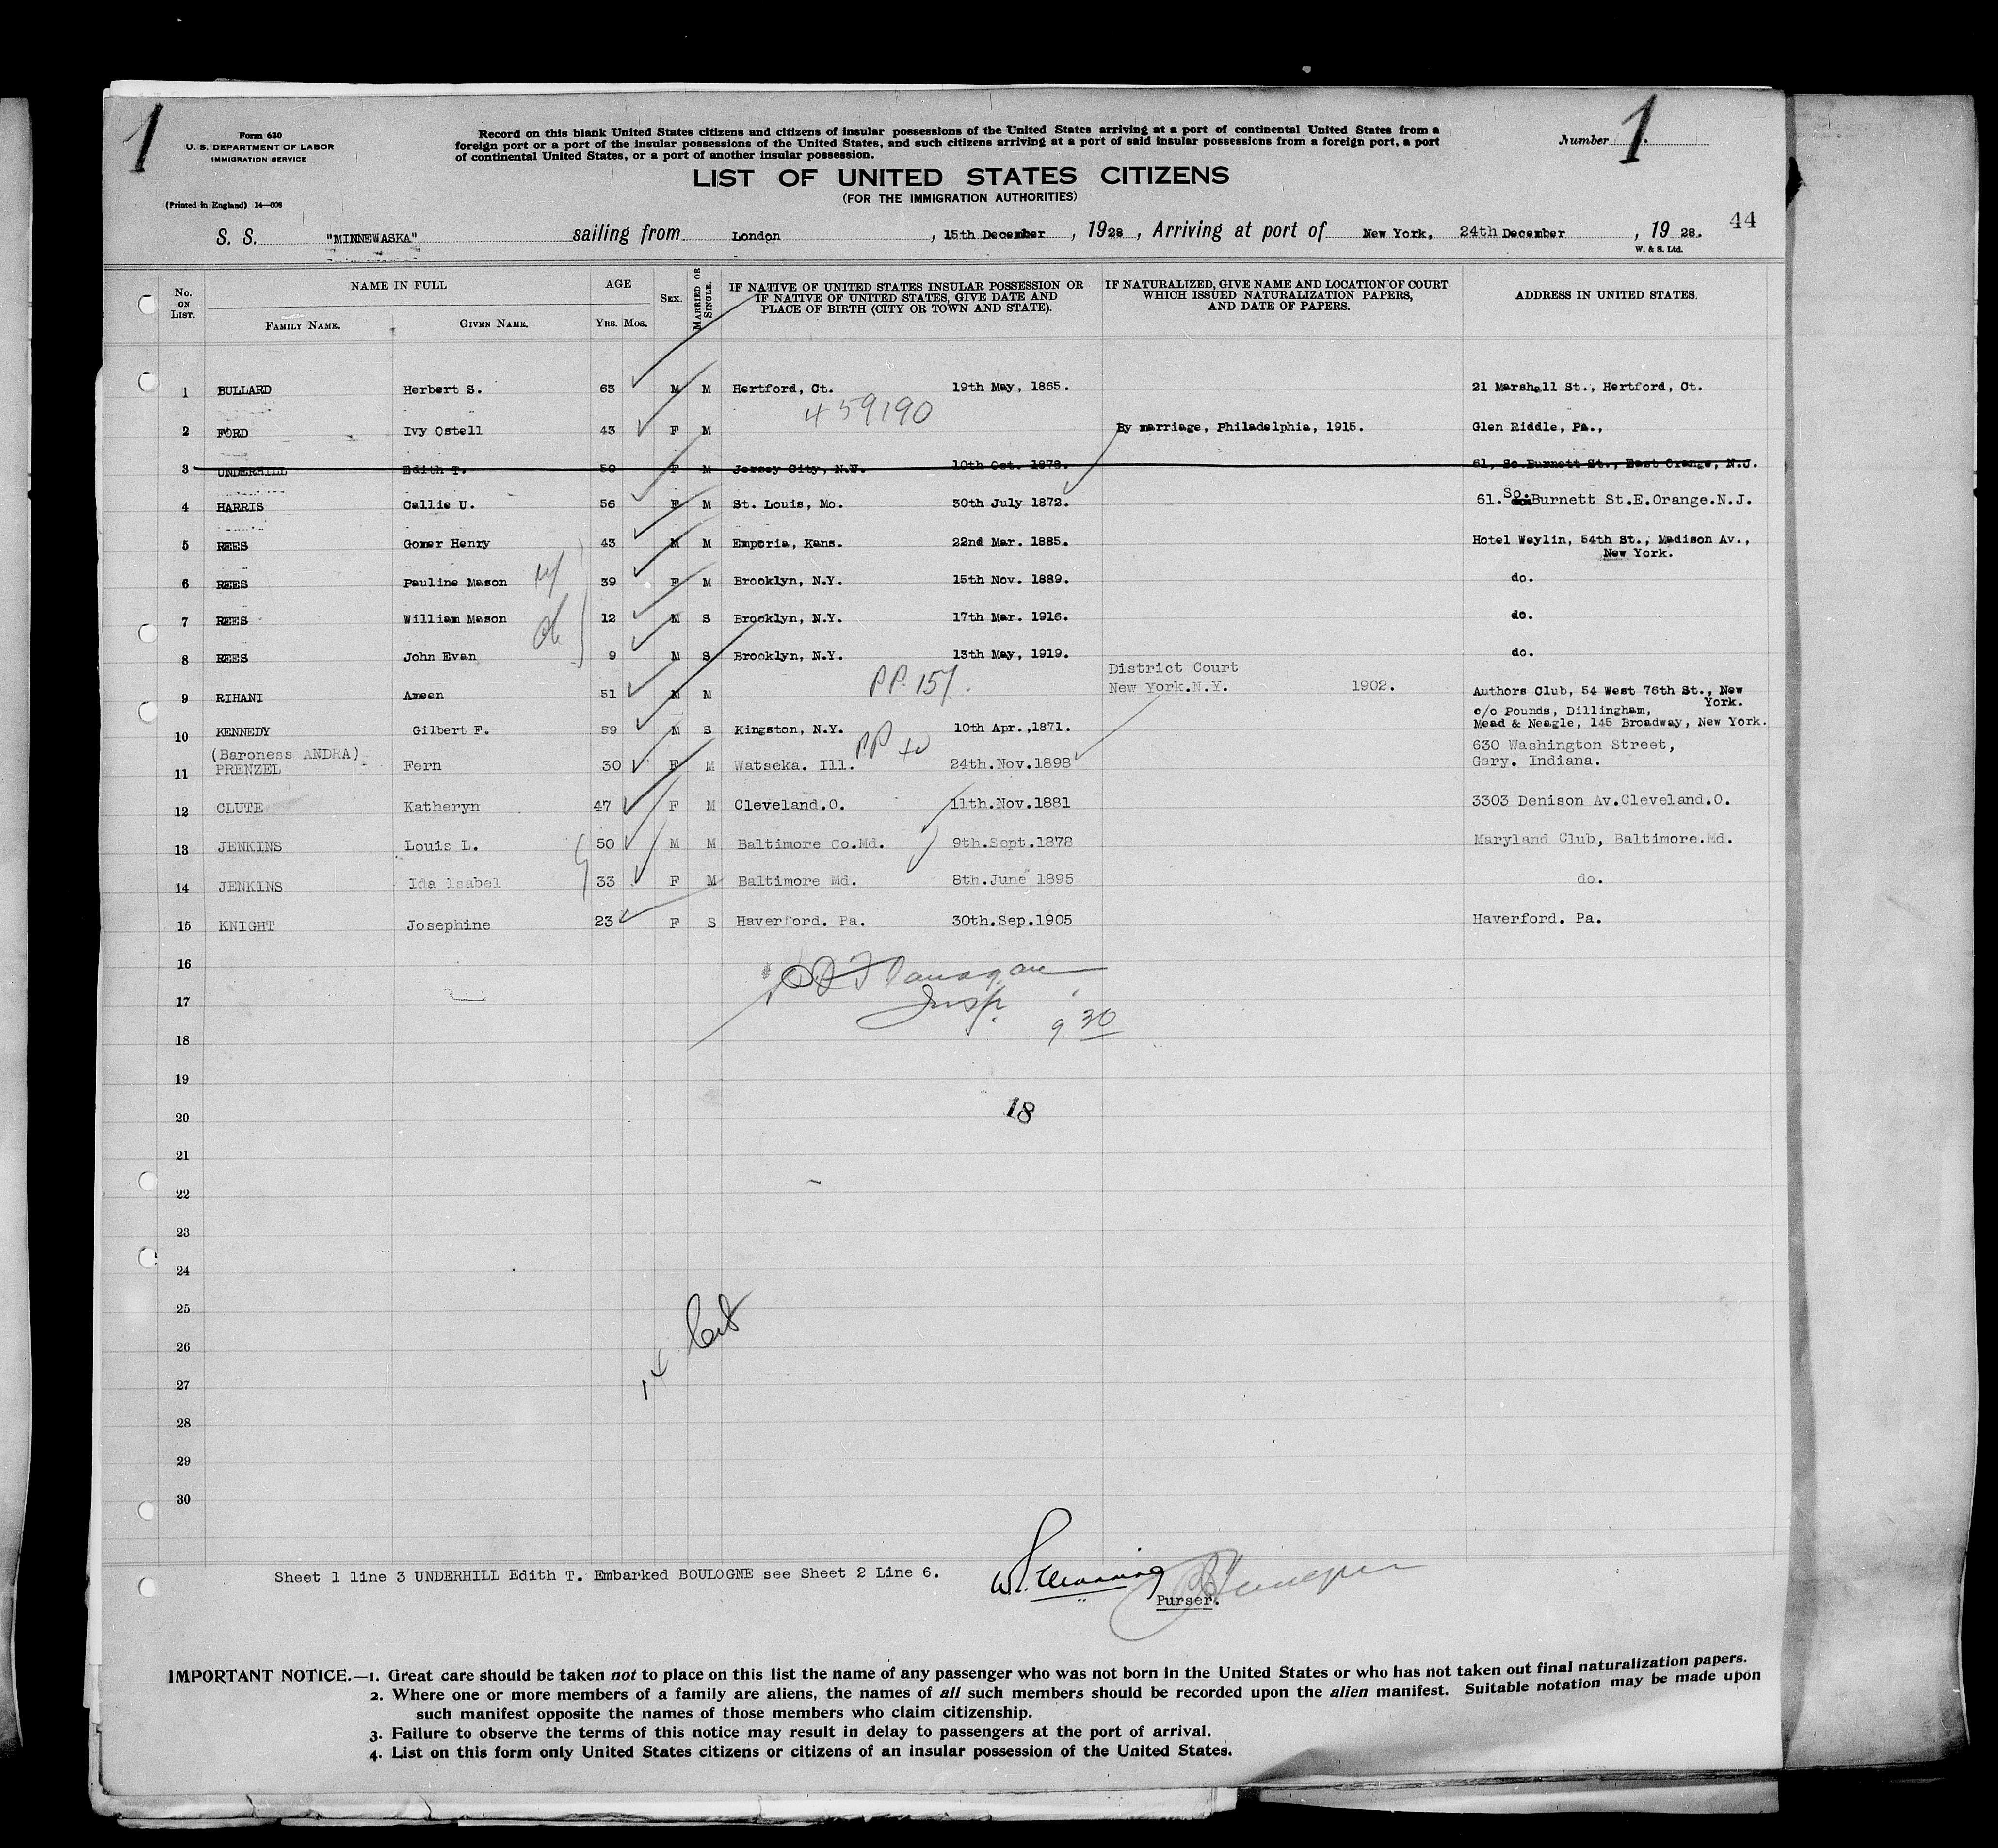 1
Form 630
U. S. DEPARTMENT OF LABOR
IMMIGRATION SERVICE
(Printed in England) 14—608
Record on this blank United States citizens and citizens of insular possessions of the United States arriving at a port of continental United States from a
foreign port or a port of the insular possessions of the United States, and such citizens arriving at a port of said insular possessions from a foreign port, a port
of continental United States, or a port of another insular possession.
Number 1.
LIST OF UNITED STATES CITIZENS
(FOR THE IMMIGRATION AUTHORITIES)
44
S. S. "MINNEWASKA" sailing from London, 15th December, 1928, Arriving at port of New York, 24th December, 1928.
W. & S. Ltd.
No. ON LIST. NAME IN FULL AGE SEX. MARRIED OR SINGLE. IF NATIVE OF UNITED STATES INSULAR POSSESSION OR IF NATIVE OF UNITED STATES, GIVE DATE AND PLACE OF BIRTH (CITY OR TOWN AND STATE). IF NATURALIZED, GIVE NAME AND LOCATION OF COURT WHICH ISSUED NATURALIZATION PAPERS, AND DATE OF PAPERS. ADDRESS IN UNITED STATES.
FAMILY NAME. GIVEN NAME. YRS. MOS.
1 BULLARD Herbert S. 63 M M Hertford, Ct. 19th May, 1865. 21 Marshall St., Hertford, Ct.
459190
2 FORD Ivy Ostell 43 F M By marriage, Philadelphia, 1915. Glen Riddle, Pa.,
3 UNDERHILL Edith T. 50 F M Jersey City, N.J. 10th Oct. 1878. 61, So.Burnett St., East Orange, N.J.
4 HARRIS Callie U. 56 F M St. Louis, Mo. 30th July 1872. 61. So. Burnett St.E.Orange.N.J.
5 REES Gomer Henry 43 M M Emporia, Kans. 22nd Mar. 1885. Hotel Weylin, 54th St., Madison Av.,
New York.
6 REES Pauline Mason 39 F M Brooklyn, N.Y. 15th Nov. 1889. do.
7 REES William Mason 12 M S Brooklyn, N.Y. 17th Mar. 1916. do.
8 REES John Evan 9 M S Brooklyn, N.Y. 13th May, 1919. do.
PP. 157. District Court
9 RIHANI Ameen 51 M M New York.N.Y. 1902. Authors Club, 54 West 76th St., New
York.
c/o Pounds, Dillingham,
10 KENNEDY Gilbert F. 59 M S Kingston, N.Y. 10th Apr.,1871. Mead & Neagle, 145 Broadway, New York.
(Baroness ANDRA) PP 630 Washington Street,
11 PRENZEL Fern 30 F M Watseka. Ill. 24th.Nov.1898 Gary. Indiana.
12 CLUTE Katheryn 47 F M Cleveland.O. 11th.Nov.1881 3303 Denison Av.Cleveland.O.
13 JENKINS Louis L. 50 M M Baltimore Co.Md. 9th.Sept.1878 Maryland Club, Baltimore.Md.
14 JENKINS Ida Isabel 33 F M Baltimore Md. 8th.June 1895 do.
15 KNIGHT Josephine 23 F S Haverford. Pa. 30th.Sep.1905 Haverford. Pa.
16
Flanagan
17
Insp.
9 30
18
19
20
18
21
22
23
24
25
26
27
28
29
30
Sheet 1 line 3 UNDERHILL Edith T. Embarked BOULOGNE see Sheet 2 Line 6.
Purser.
IMPORTANT NOTICE.—1. Great care should be taken not to place on this list the name of any passenger who was not born in the United States or who has not taken out final naturalization papers.
2. Where one or more members of a family are aliens, the names of all such members should be recorded upon the alien manifest. Suitable notation may be made upon
such manifest opposite the names of those members who claim citizenship.
3. Failure to observe the terms of this notice may result in delay to passengers at the port of arrival.
4. List on this form only United States citizens or citizens of an insular possession of the United States.